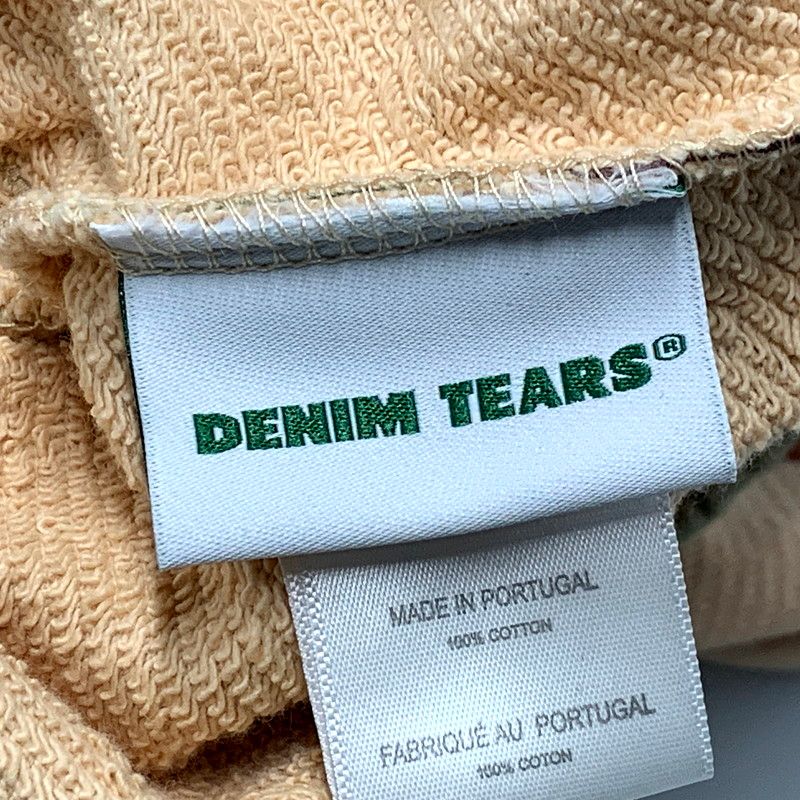 DENIM TEARS®
MADE IN PORTUGAL
100% COTTON
FABRIQUÉ AU PORTUGAL
100% COTON